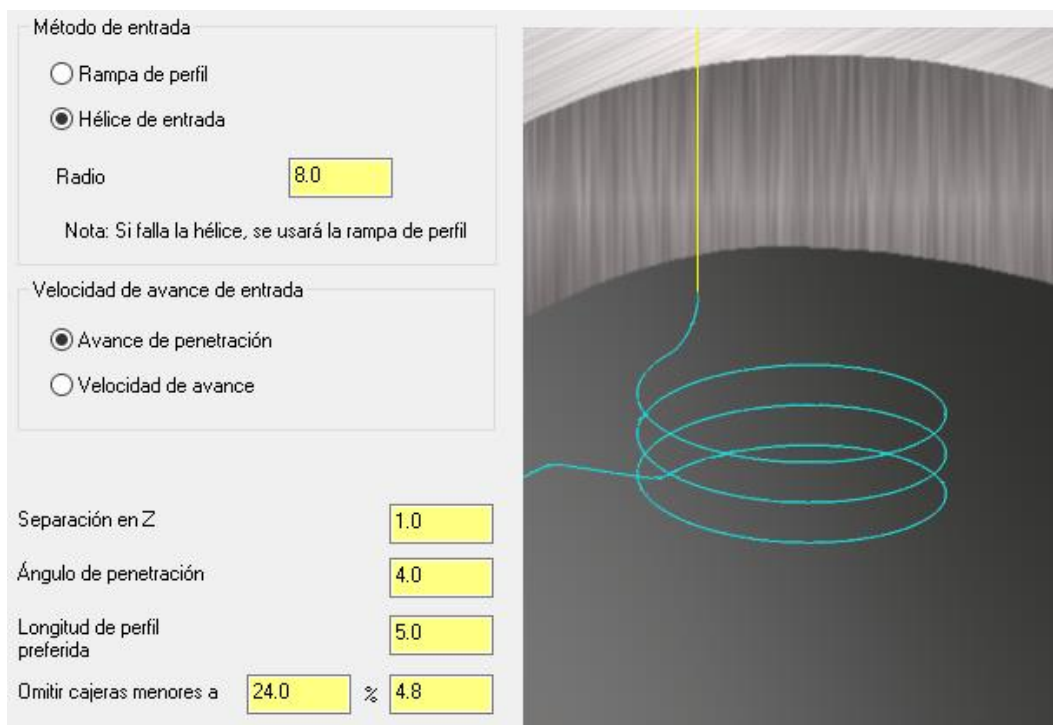 Método de entrada
Rampa de perfil
Hélice de entrada
Radio 8.0
Nota: Si falla la hélice, se usará la rampa de perfil
Velocidad de avance de entrada
Avance de penetración
Velocidad de avance
Separación en Z 1.0
Ángulo de penetración 4.0
Longitud de perfil
preferida 5.0
Omitir cajeras menores a 24.0 % 4.8